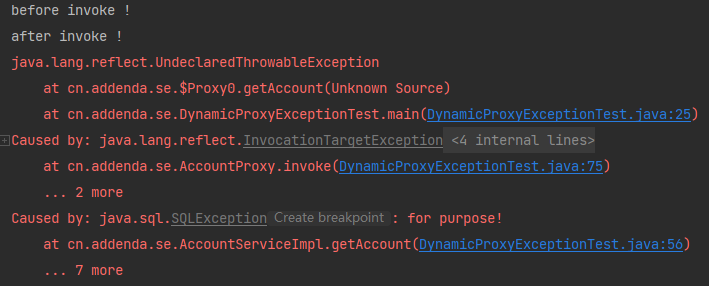 before invoke !
after invoke !
java.lang.reflect.UndeclaredThrowableException
at cn.addenda.se.$Proxy0.getAccount(Unknown Source)
at cn.addenda.se.DynamicProxyExceptionTest.main(DynamicProxyExceptionTest.java:25)
Caused by: java.lang.reflect.InvocationTargetException <4 internal lines>
at cn.addenda.se.AccountProxy.invoke(DynamicProxyExceptionTest.java:75)
... 2 more
Caused by: java.sql.SQLException Create breakpoint : for purpose!
at cn.addenda.se.AccountServiceImpl.getAccount(DynamicProxyExceptionTest.java:56)
... 7 more